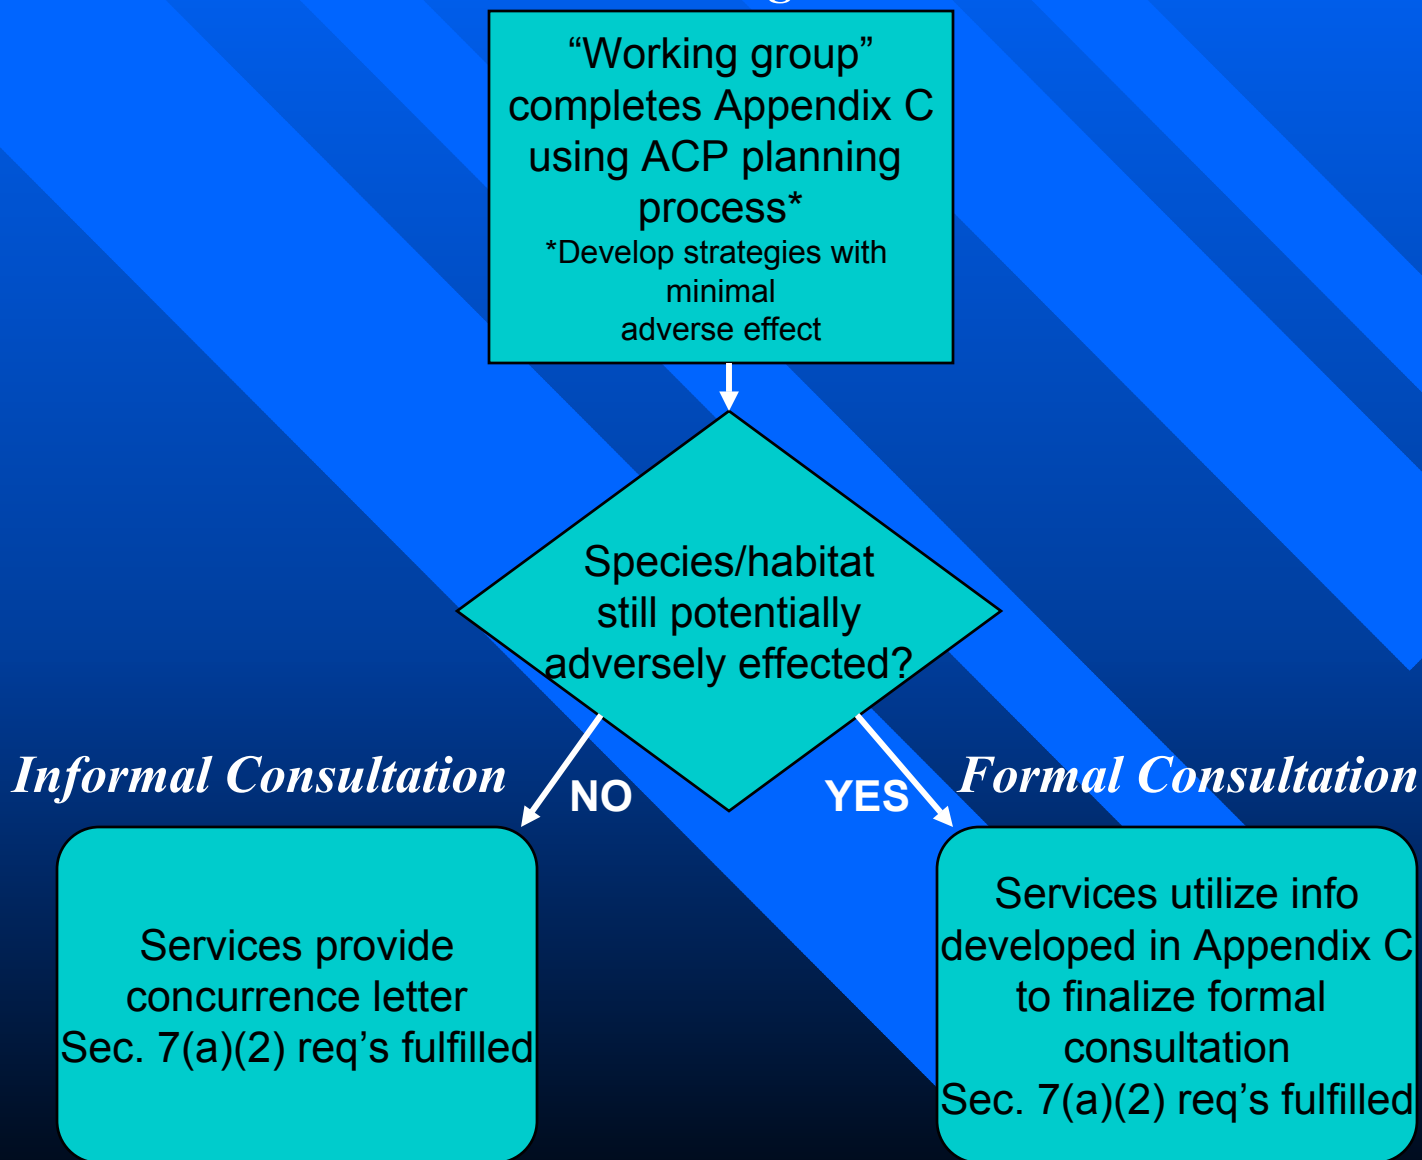 “Working group”
completes Appendix C
using ACP planning
process*
*Develop strategies with
minimal
adverse effect
Species/habitat
still potentially
adversely effected?
Informal Consultation
NO
YES
Formal Consultation
Services provide
concurrence letter
Sec. 7(a)(2) req’s fulfilled
Services utilize info
developed in Appendix C
to finalize formal
consultation
Sec. 7(a)(2) req’s fulfilled